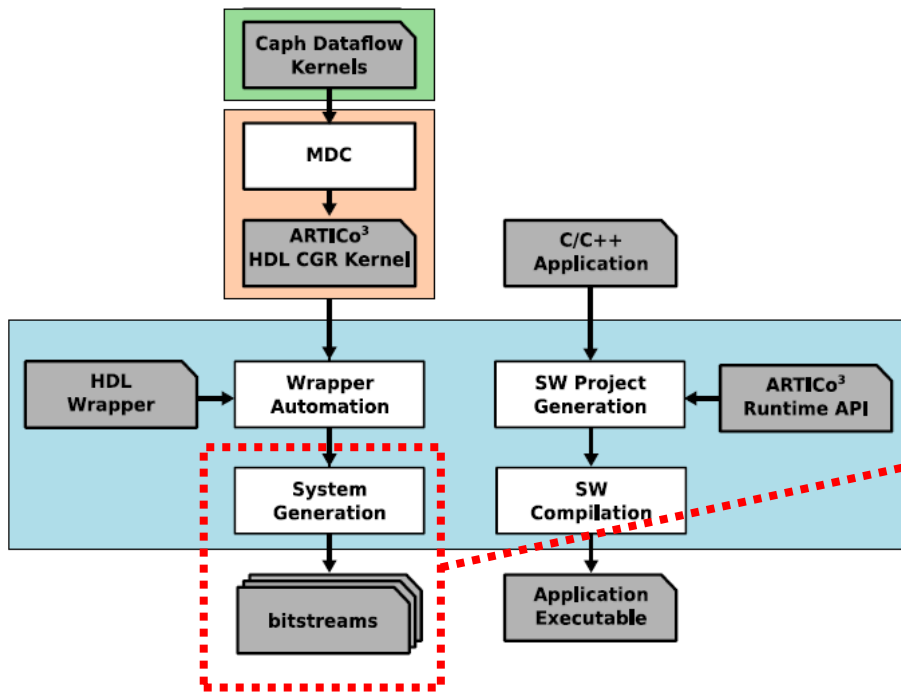 Caph Dataflow
Kernels
MDC
ARTICo³
HDL CGR Kernel
C/C++
Application
HDL
Wrapper
Wrapper
Automation
SW Project
Generation
ARTICo³
Runtime API
System
Generation
SW
Compilation
bitstreams
Application
Executable